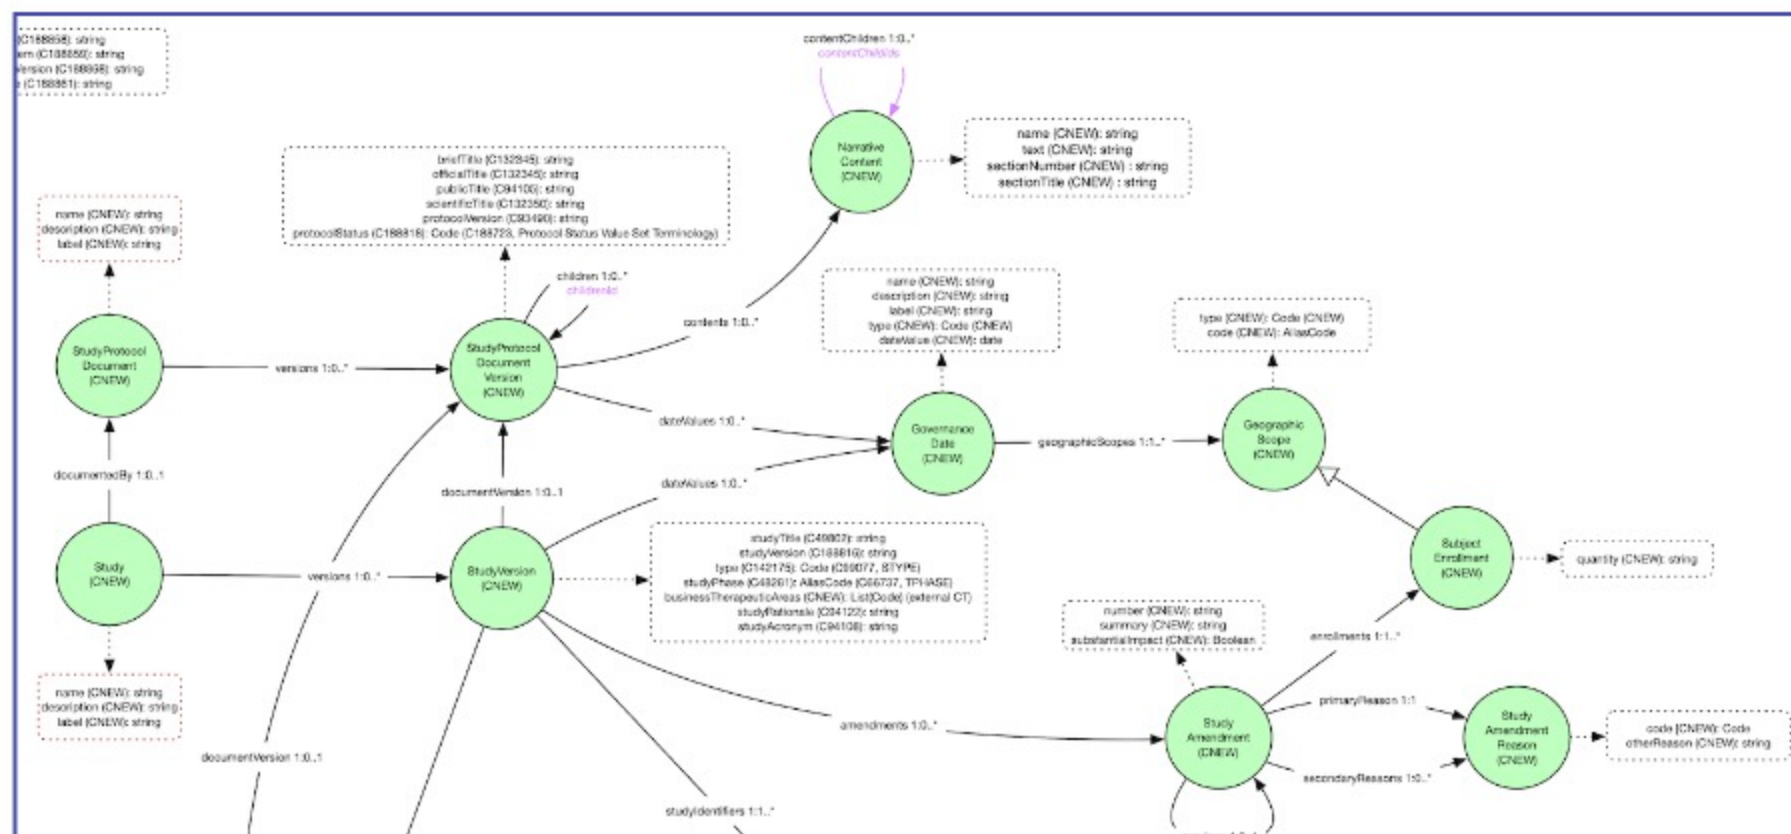 (C188858): string
(C188859): string
(C188868): string
(C188861): string
contentChildren 1:0..*
contentChildIds
Narrative
Content
(CNEW)
name (CNEW): string
text (CNEW): string
sectionNumber (CNEW) : string
sectionTitle (CNEW) : string
briefTitle (C132345): string
officialTitle (C132345): string
publicTitle (C94105): string
scientificTitle (C132350): string
protocolVersion (C93490): string
protocolStatus (C188818): Code (C188723, Protocol Status Value Set Terminology)
name (CNEW): string
description (CNEW): string
label (CNEW): string
children 1:0..*
childrenId
StudyProtocol
Document
(CNEW)
versions 1:0..*
StudyProtocol
Document
Version
(CNEW)
contents 1:0..*
name (CNEW): string
description (CNEW): string
label (CNEW): string
type (CNEW): Code (CNEW)
dateValue (CNEW): date
type (CNEW): Code (CNEW)
code (CNEW): AliasCode
dateValues 1:0..*
Governance
Date
(CNEW)
geographicScopes 1:1..*
Geographic
Scope
(CNEW)
documentedBy 1:0..1
documentVersion 1:0..1
dateValues 1:0..*
Study
(CNEW)
versions 1:0..*
StudyVersion
(CNEW)
studyTitle (C49802): string
studyVersion (C188816): string
type (C142175): Code (C99077, STYPE)
studyPhase (C48281): AliasCode (C66737, TPHASE)
businessTherapeuticAreas (CNEW): List(Code) (external CT)
studyRationale (C94122): string
studyAcronym (C94108): string
Subject
Enrollment
(CNEW)
quantity (CNEW): string
number (CNEW): string
summary (CNEW): string
substantialImpact (CNEW): Boolean
enrollments 1:1..*
name (CNEW): string
description (CNEW): string
label (CNEW): string
documentVersion 1:0..1
amendments 1:0..*
Study
Amendment
(CNEW)
primaryReason 1:1
secondaryReasons 1:0..*
Study
Amendment
Reason
(CNEW)
code (CNEW): Code
otherReason (CNEW): string
studyIdentifiers 1:1..*